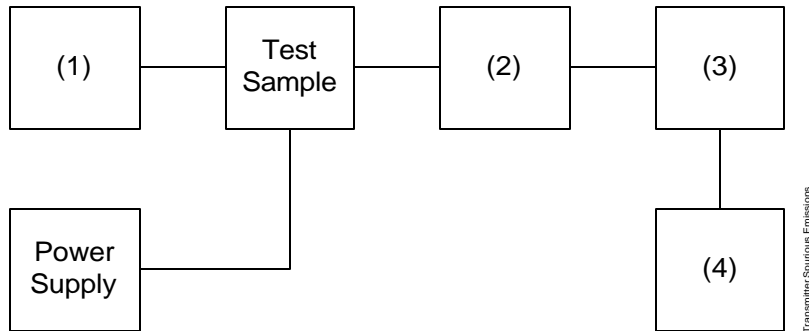 (1)
Test
Sample
(2)
(3)
Power
Supply
(4)
Transmitter Spurious Emissions